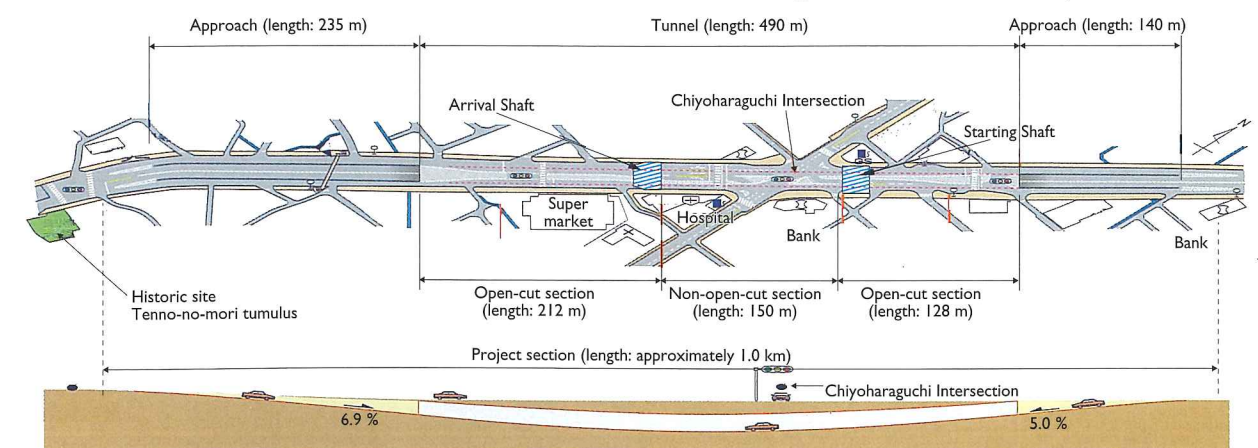 Approach (length: 235 m)
Tunnel (length: 490 m)
Approach (length: 140 m)
Arrival Shaft
Chiyoharaguchi Intersection
Starting Shaft
N
Super
market
Hospital
Bank
Bank
Historic site
Tenno-no-mori tumulus
Open-cut section
(length: 212 m)
Non-open-cut section
(length: 150 m)
Open-cut section
(length: 128 m)
Project section (length: approximately 1.0 km)
Chiyoharaguchi Intersection
6.9 %
5.0 %